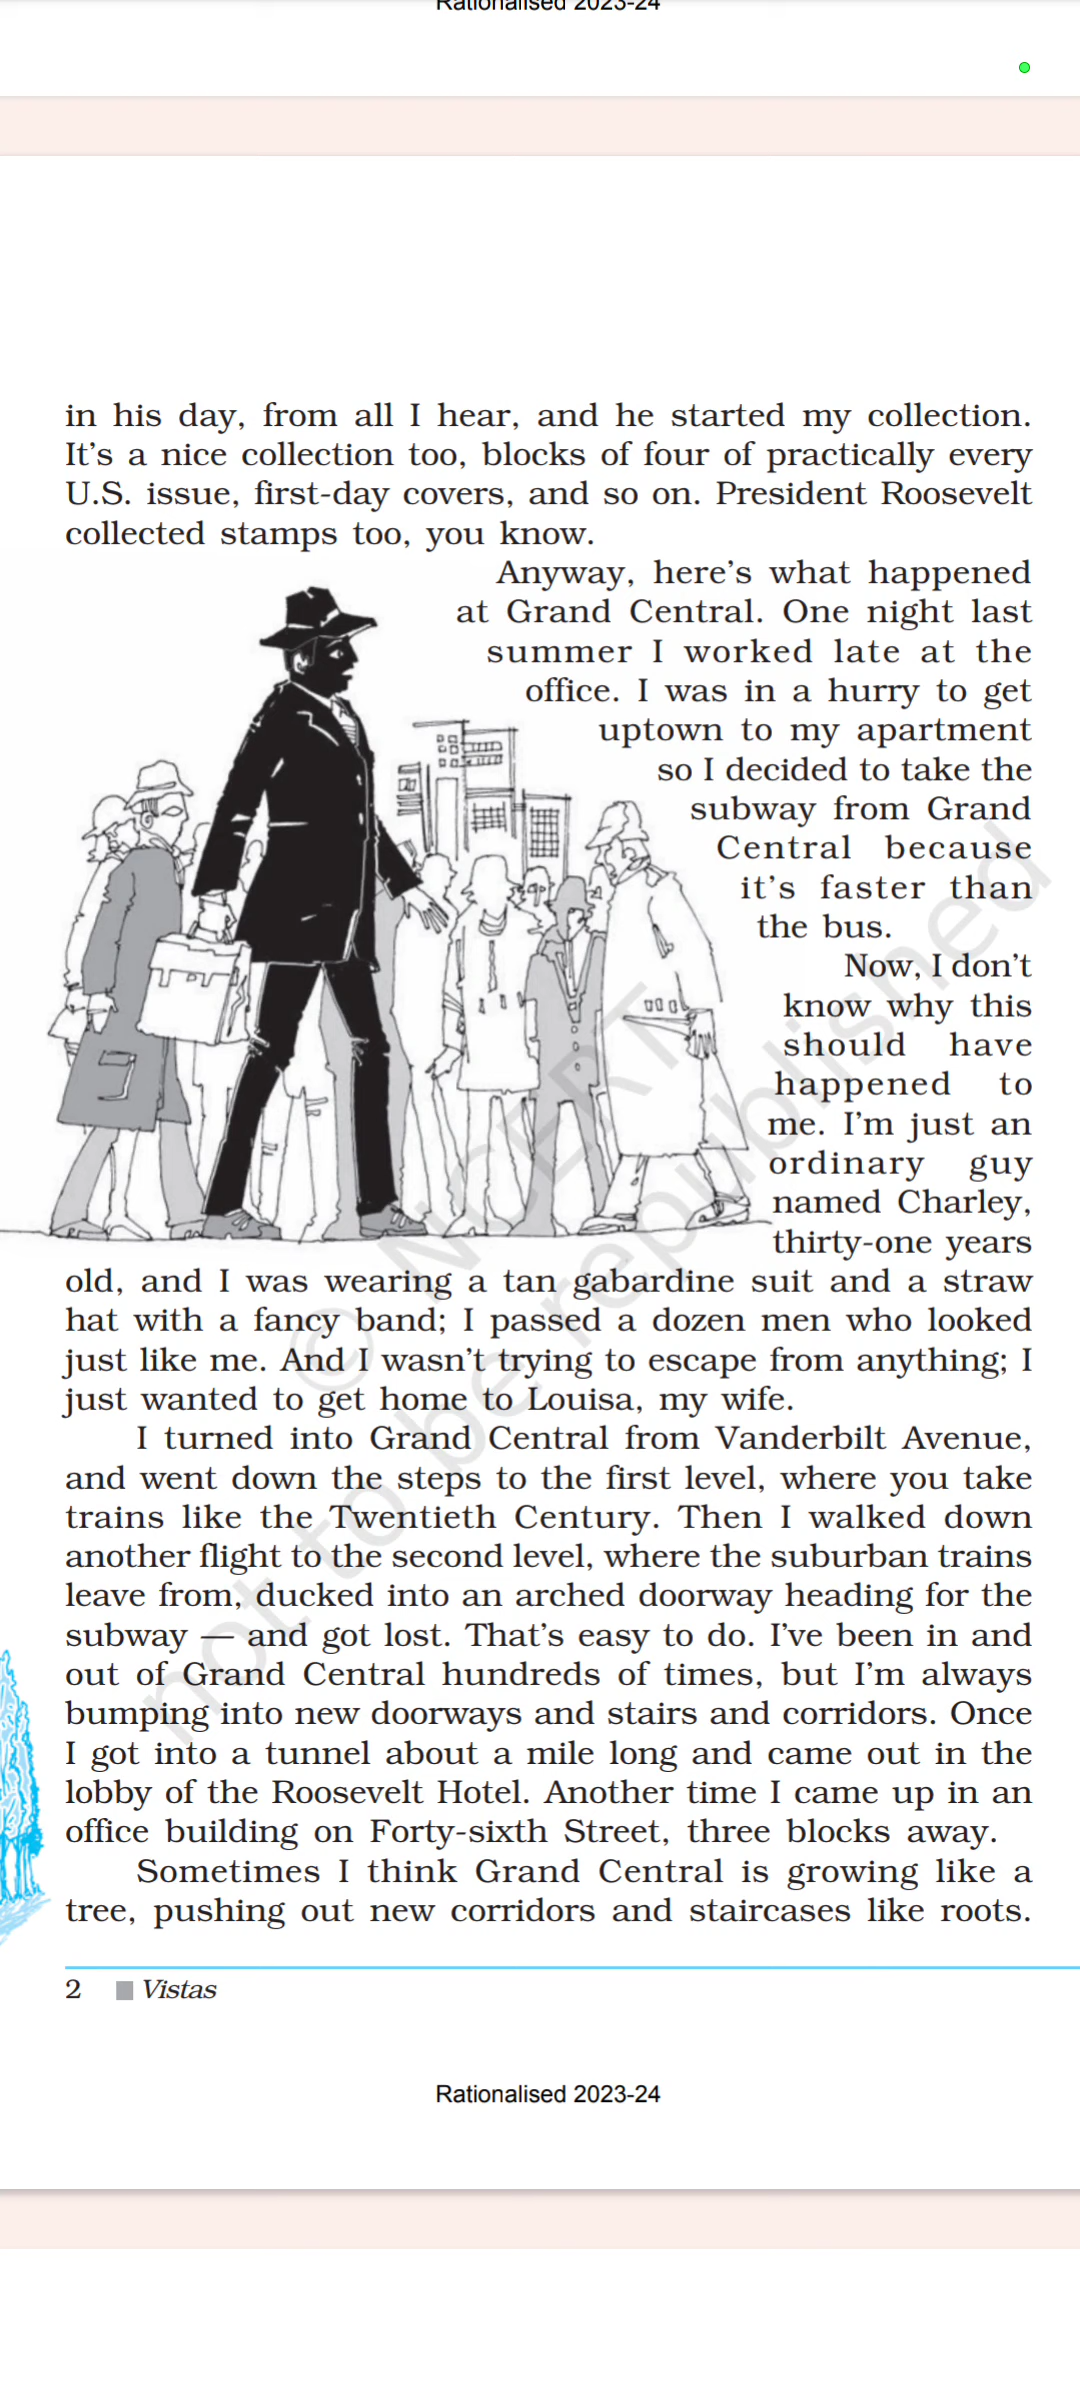 Rationalised 2023-24
in his day, from all I hear, and he started my collection.
It's a nice collection too, blocks of four of practically every
U.S. issue, first-day covers, and so on. President Roosevelt
collected stamps too, you know.
Anyway, here's what happened
at Grand Central. One night last
summer I worked late at the
office. I was in a hurry to get
uptown to my apartment
so I decided to take the
subway from Grand
Central because
it's faster than
the bus.
Now, I don't
know why this
should have
happened to
me. I'm just an
ordinary guy
named Charley,
thirty-one years
old, and I was wearing a tan gabardine suit and a straw
hat with a fancy band; I passed a dozen men who looked
just like me. And I wasn't trying to escape from anything; I
just wanted to get home to Louisa, my wife.
I turned into Grand Central from Vanderbilt Avenue,
and went down the steps to the first level, where you take
trains like the Twentieth Century. Then I walked down
another flight to the second level, where the suburban trains
leave from, ducked into an arched doorway heading for the
subway — and got lost. That's easy to do. I've been in and
out of Grand Central hundreds of times, but I'm always
bumping into new doorways and stairs and corridors. Once
I got into a tunnel about a mile long and came out in the
lobby of the Roosevelt Hotel. Another time I came up in an
office building on Forty-sixth Street, three blocks away.
Sometimes I think Grand Central is growing like a
tree, pushing out new corridors and staircases like roots.
© NCERT
not to be republished
2 Vistas
Rationalised 2023-24